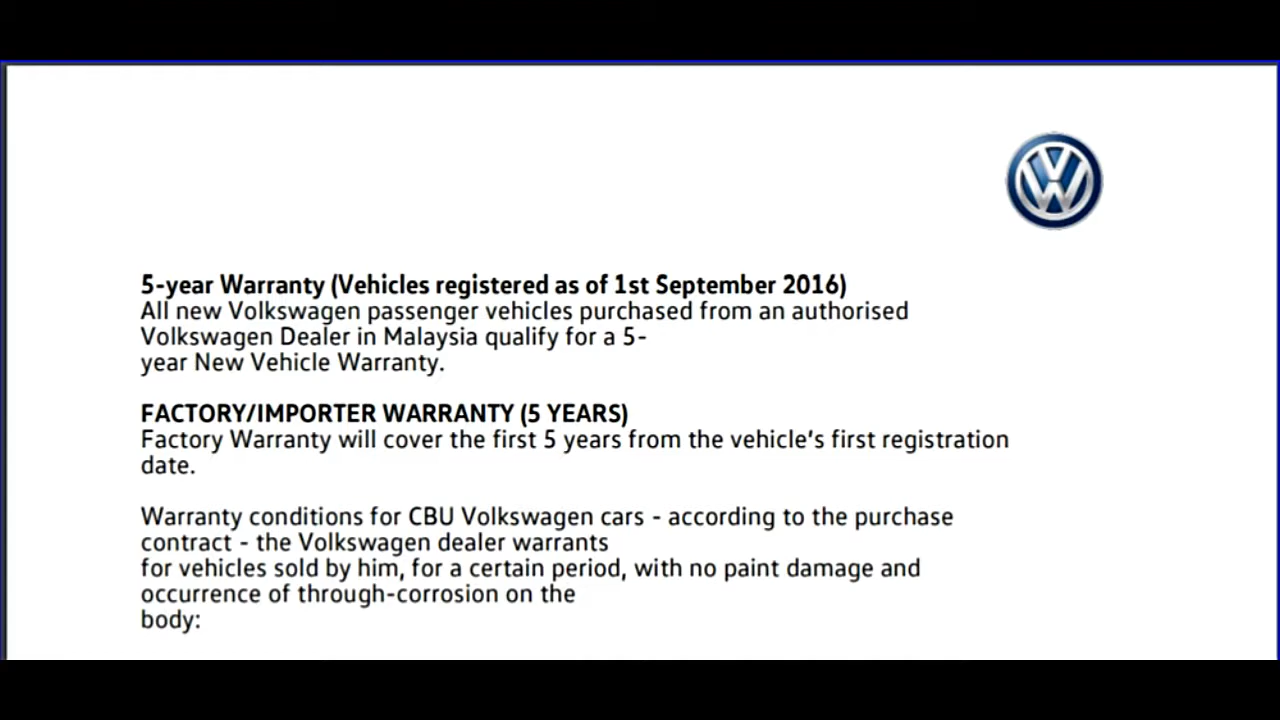 5-year Warranty (Vehicles registered as of 1st September 2016)
All new Volkswagen passenger vehicles purchased from an authorised
Volkswagen Dealer in Malaysia qualify for a 5-
year New Vehicle Warranty.
FACTORY/IMPORTER WARRANTY (5 YEARS)
Factory Warranty will cover the first 5 years from the vehicle's first registration
date.
Warranty conditions for CBU Volkswagen cars - according to the purchase
contract - the Volkswagen dealer warrants
for vehicles sold by him, for a certain period, with no paint damage and
occurrence of through-corrosion on the
body: